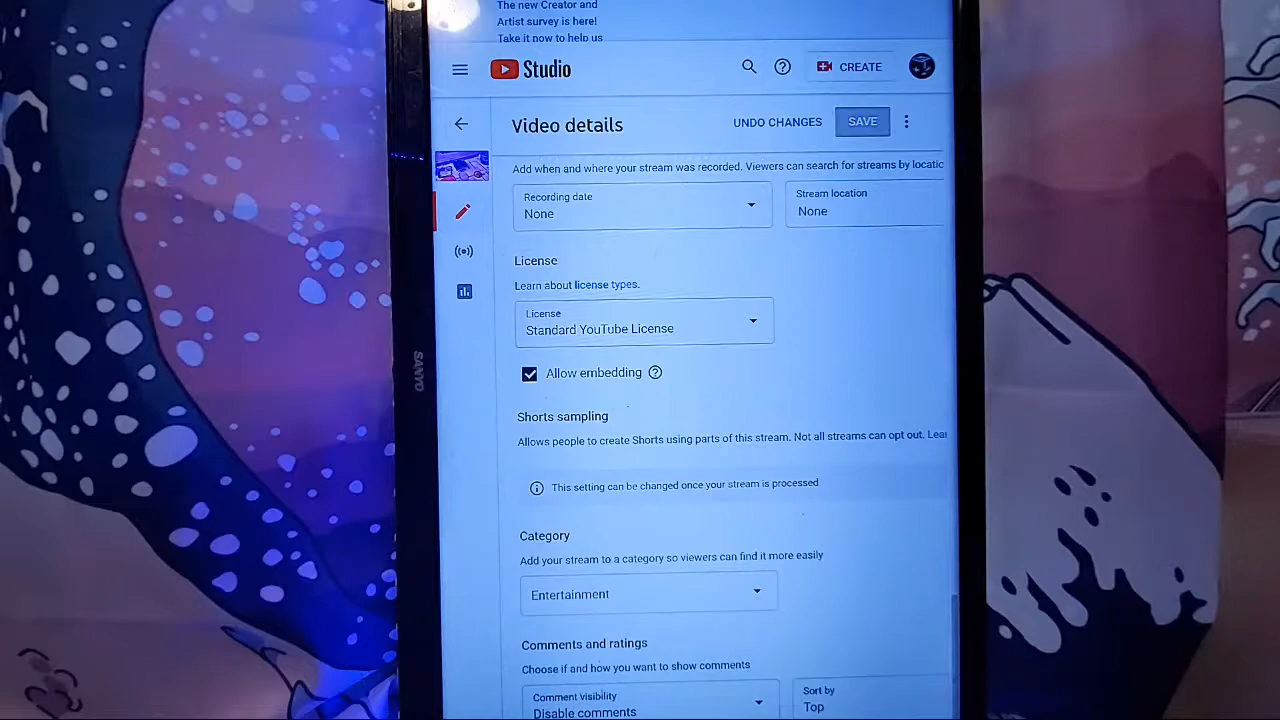 The new Creator and
Artist survey is here!
Take it now to help us
Studio
CREATE
Video details
UNDO CHANGES
SAVE
Add when and where your stream was recorded. Viewers can search for streams by locatio
Recording date
None
Stream location
None
License
Learn about license types.
License
Standard YouTube License
Allow embedding
Shorts sampling
Allows people to create Shorts using parts of this stream. Not all streams can opt out. Lear
This setting can be changed once your stream is processed
Category
Add your stream to a category so viewers can find it more easily
Entertainment
Comments and ratings
Choose if and how you want to show comments
Comment visibility
Disable comments
Sort by
Top
SANYO